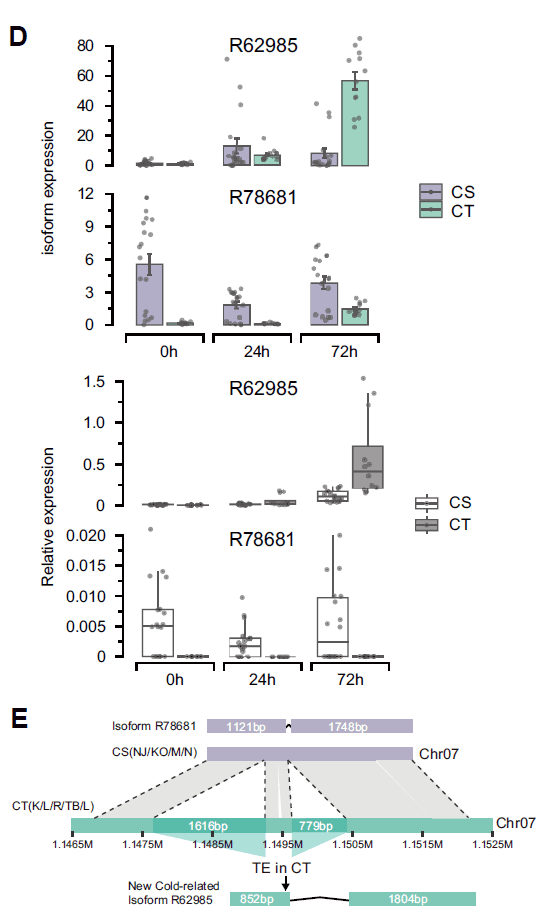 D
R62985
80
60
40
20
0
isoform expression
R78681
12
9
6
3
0
0h 24h 72h
CS
CT
R62985
1.5
1.0
0.5
0
Relative expression
R78681
0.020
0.015
0.010
0.005
0
0h 24h 72h
CS
CT
E
Isoform R78681 1121bp 1748bp
CS(NJ/KO/M/N) Chr07
CT(K/L/R/TB/L)
1616bp 779bp Chr07
1.1465M 1.1475M 1.1485M 1.1495M 1.1505M 1.1515M 1.1525M
TE in CT
New Cold-related
Isoform R62985 852bp 1804bp